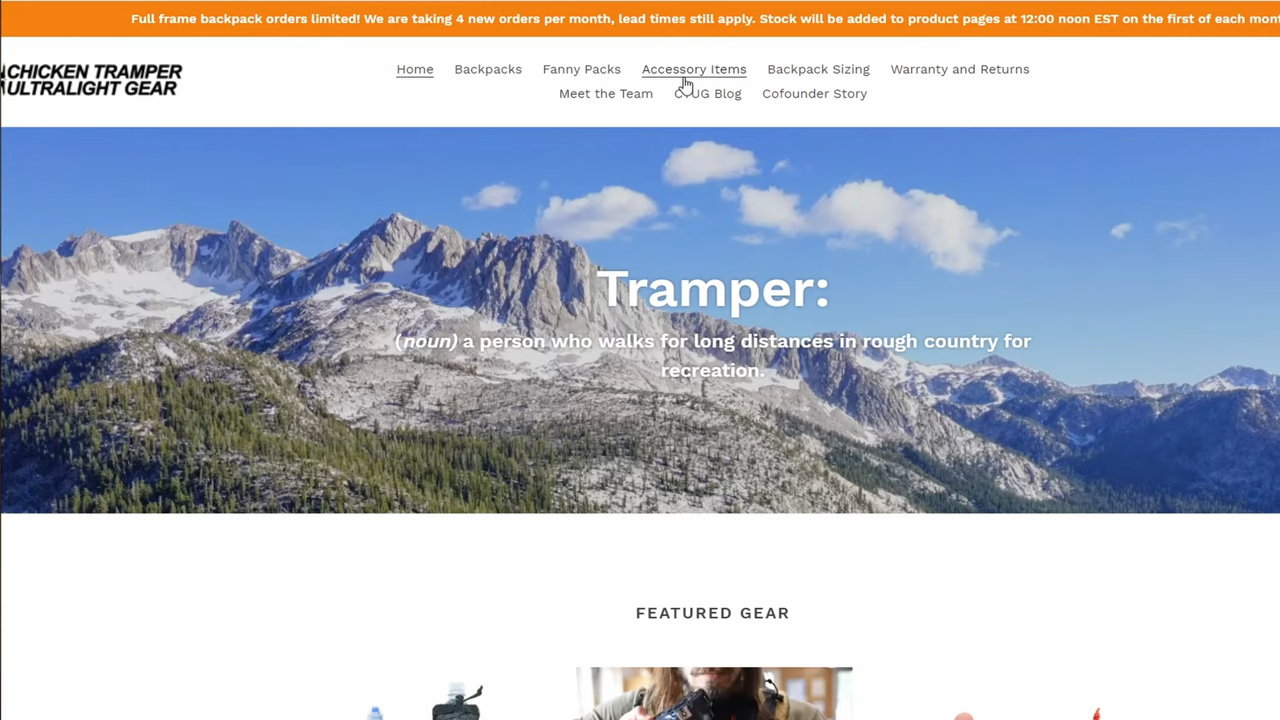 Full frame backpack orders limited! We are taking 4 new orders per month, lead times still apply. Stock will be added to product pages at 12:00 noon EST on the first of each
CHICKEN TRAMPER
ULTRALIGHT GEAR
Home Backpacks Fanny Packs Accessory Items Backpack Sizing Warranty and Returns
Meet the Team UG Blog Cofounder Story
Tramper:
(noun) a person who walks for long distances in rough country for
recreation.
FEATURED GEAR